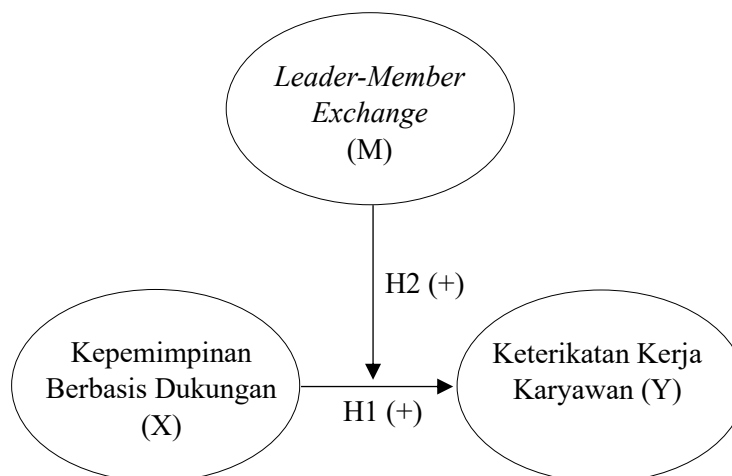 Leader-Member
Exchange
(M)
H2 (+)
Kepemimpinan
Berbasis Dukungan
(X)
H1 (+)
Keterikatan Kerja
Karyawan (Y)